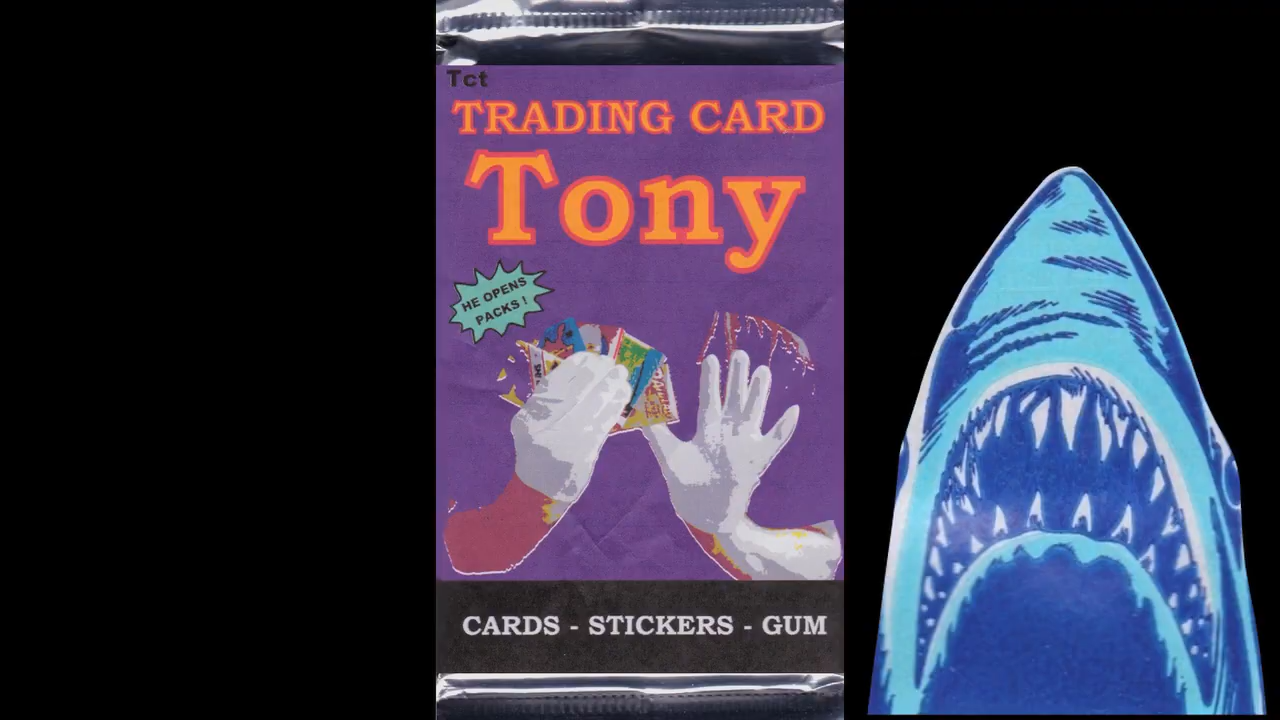 Tct
TRADING CARD
Tony
HE OPENS
PACKS !
CARDS - STICKERS - GUM